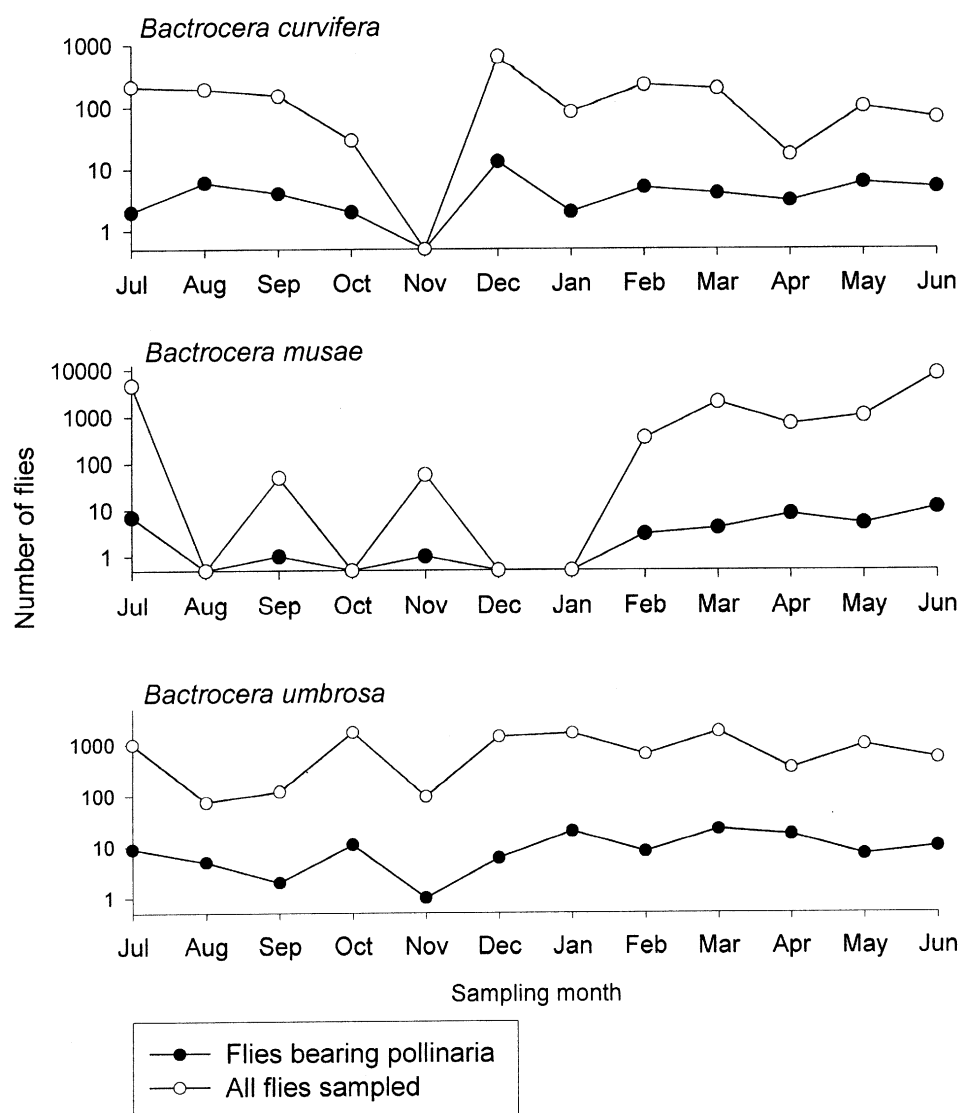 Bactrocera curvifera
1000
100
10
1
Jul Aug Sep Oct Nov Dec Jan Feb Mar Apr May Jun
Bactrocera musae
10000
1000
100
10
1
Jul Aug Sep Oct Nov Dec Jan Feb Mar Apr May Jun
Number of flies
Bactrocera umbrosa
1000
100
10
1
Jul Aug Sep Oct Nov Dec Jan Feb Mar Apr May Jun
Sampling month
Flies bearing pollinaria
All flies sampled